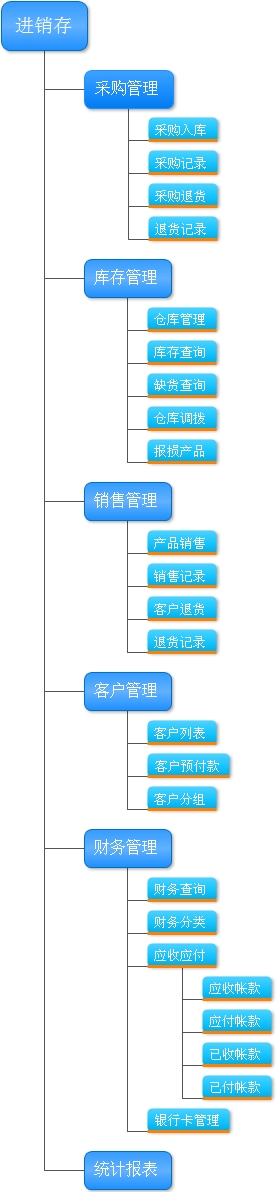 进销存
采购管理
采购入库
采购记录
采购退货
退货记录
库存管理
仓库管理
库存查询
缺货查询
仓库调拨
报损产品
销售管理
产品销售
销售记录
客户退货
退货记录
客户管理
客户列表
客户预付款
客户分组
财务管理
财务查询
财务分类
应收应付
应收帐款
应付帐款
已收帐款
已付帐款
银行卡管理
统计报表